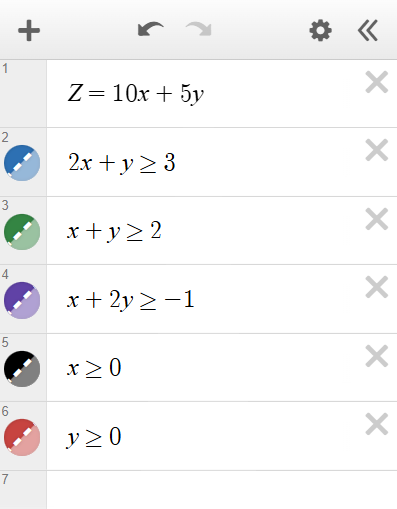 1
Z = 10x + 5y
2
2x + y ≥ 3
3
x + y ≥ 2
4
x + 2y ≥ −1
5
x ≥ 0
6
y ≥ 0
7